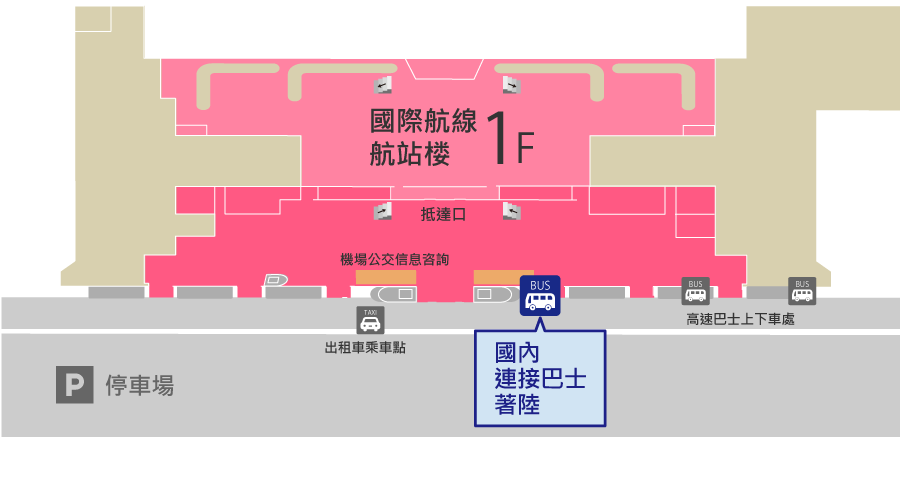 國際航線
航站楼
1F
抵達口
機場公交信息咨詢
BUS
BUS
BUS
TAXI
高速巴士上下車處
出租車乘車點
國內
連接巴士
著陸
P 停車場